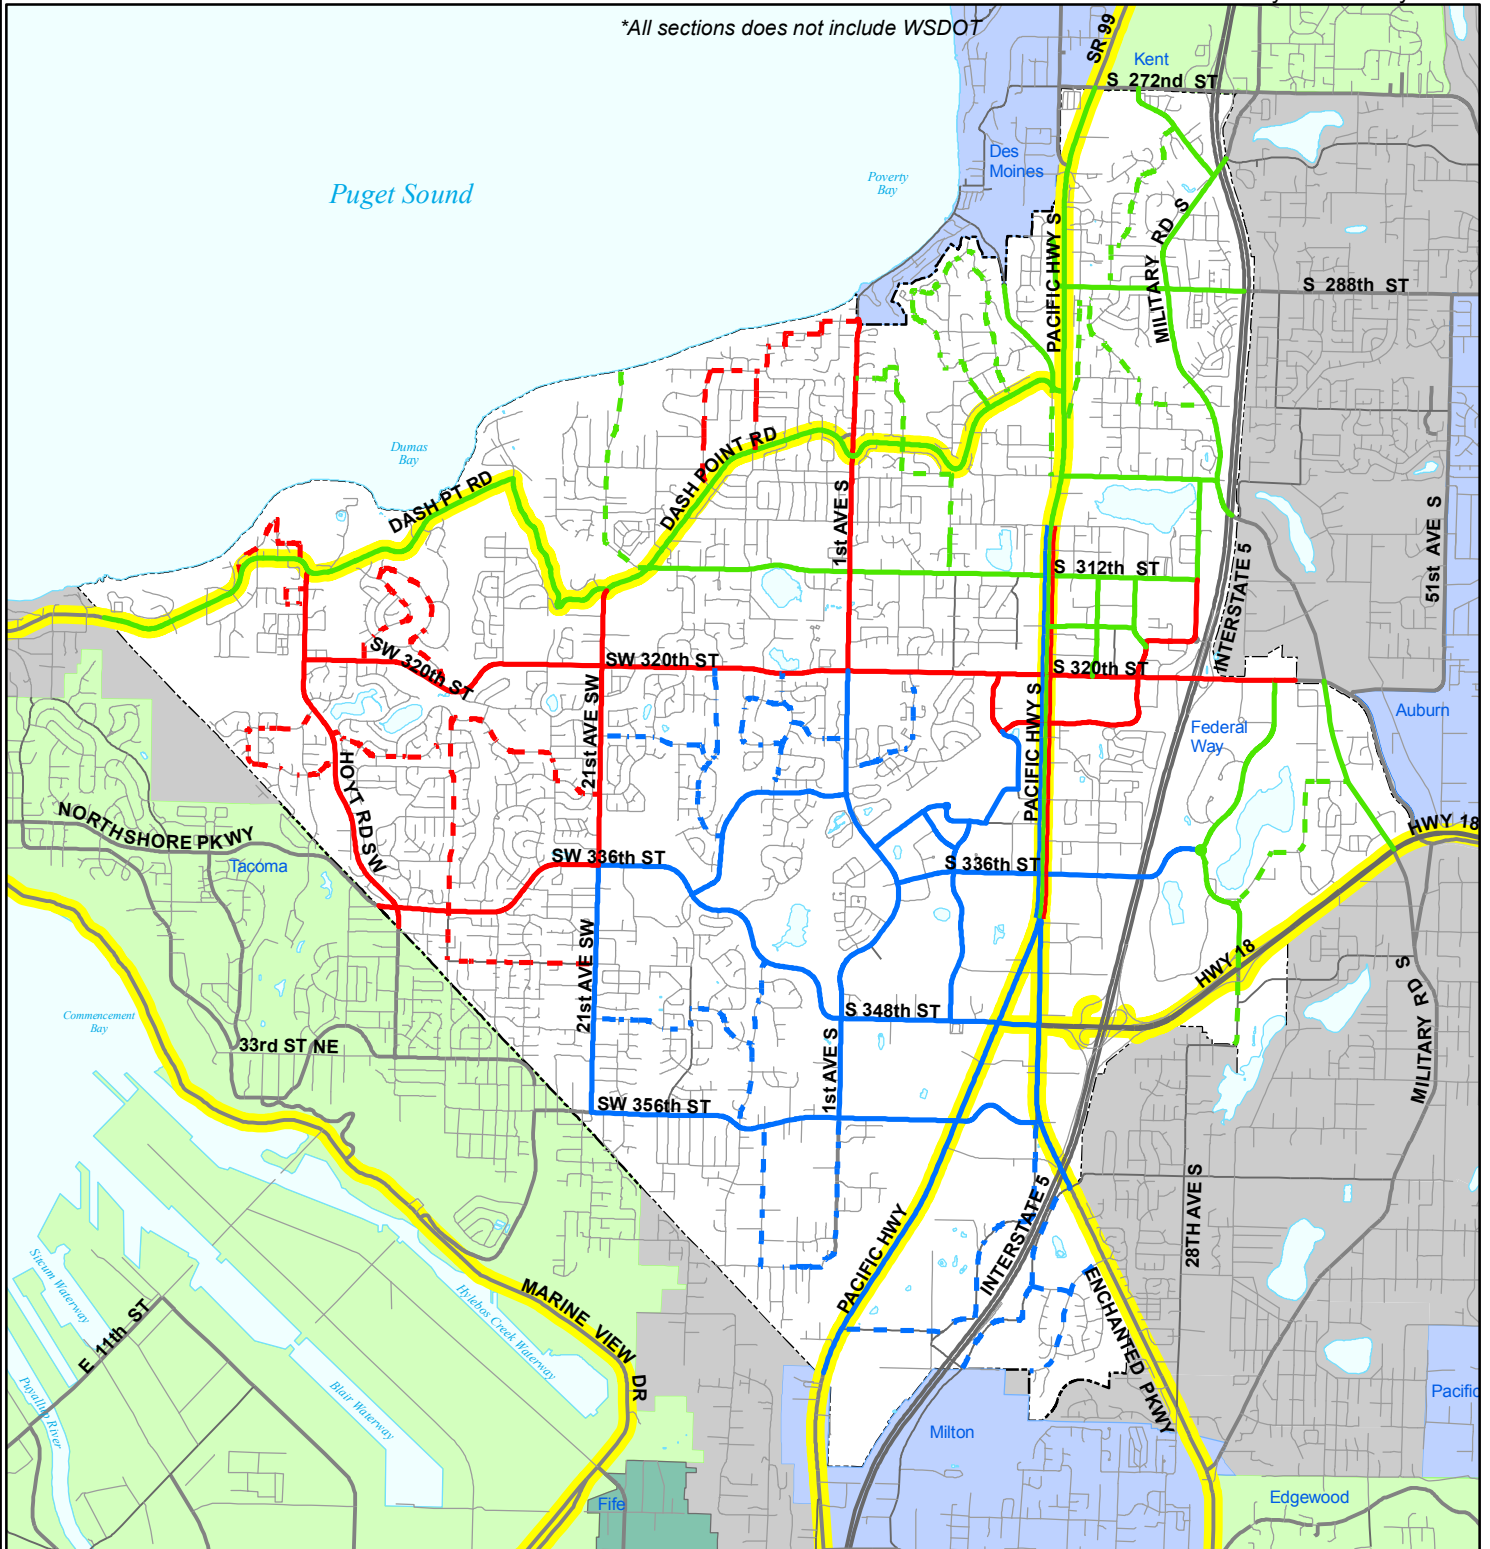 *All sections does not include WSDOT
SR 99
Kent
S 272nd ST
Des
Moines
Poverty
Bay
Puget Sound
MILITARY RD S
PACIFIC HWY S
S 288th ST
Dumas
Bay
DASH PT RD
DASH POINT RD
1st AVE S
51st AVE S
S 312th ST
INTERSTATE 5
SW 320th ST
SW 320th ST
S 320th ST
21st AVE SW
PACIFIC HWY S
Federal
Way
Auburn
HOYT RD SW
NORTHSHORE PKWY
Tacoma
SW 336th ST
S 336th ST
HWY 18
HWY 18
21st AVE SW
MILITARY RD S
Commencement
Bay
33rd ST NE
S 348th ST
1st AVE S
SW 356th ST
28TH AVE S
INTERSTATE 5
PACIFIC HWY
ENCHANTED PKWY
Sitcum Waterway
Hylebos Creek Waterway
MARINE VIEW DR
E 11th ST
Blair Waterway
Puyallup River
Pacific
Milton
Fife
Edgewood